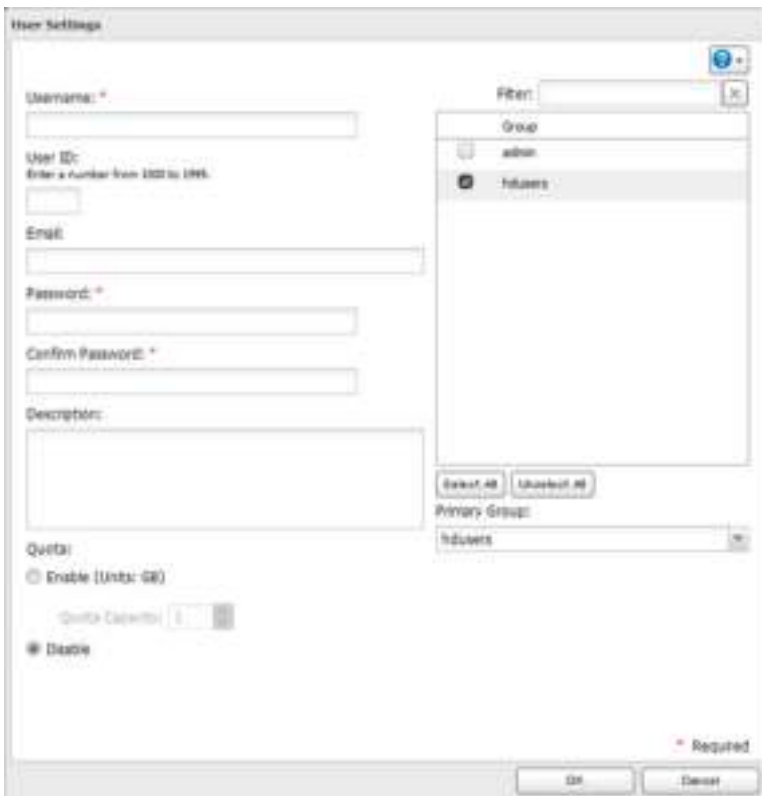 User Settings
Username: *
User ID:
Enter a number from 1000 to 1999.
Email:
Password: *
Confirm Password: *
Description:
Quota:
Enable (Units: GB)
Quota Capacity: 1
Disable
Filter:
Group
admin
hdusers
Select All
Unselect All
Primary Group:
hdusers
* Required
OK
Cancel